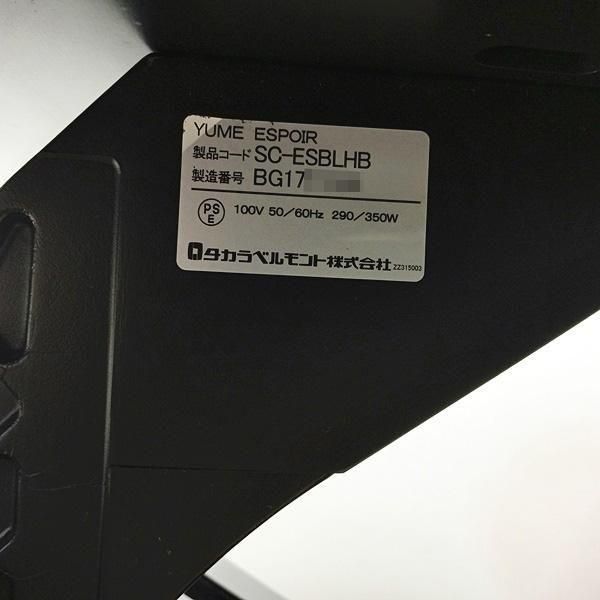 YUME ESPOIR
製品コード SC-ESBLHB
製造番号 BG17
PS E 100V 50/60Hz 290/350W
タカラベルモント株式会社 ZZ315003